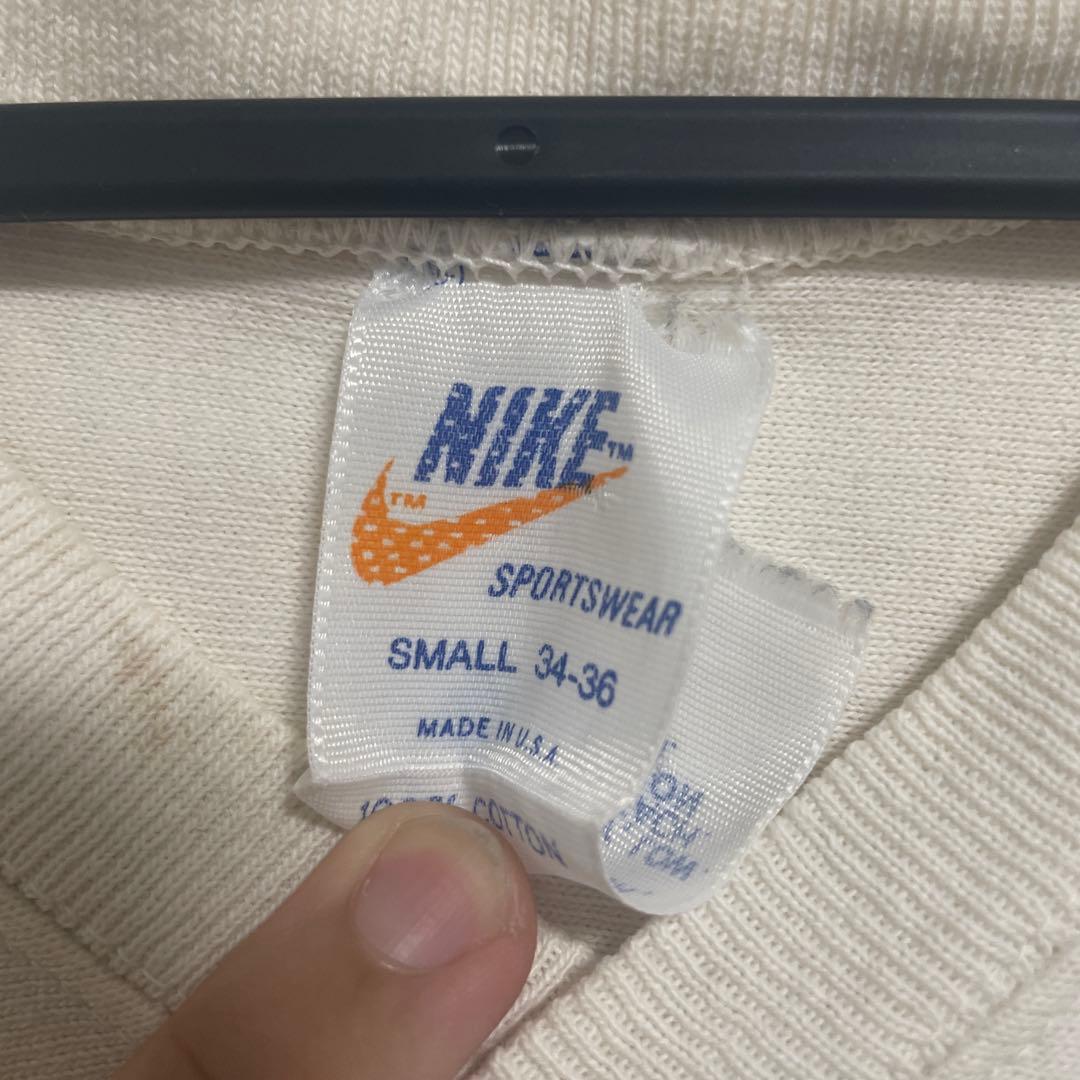 NIKE™
™
SPORTSWEAR
SMALL 34-36
MADE IN U.S.A
COTTON